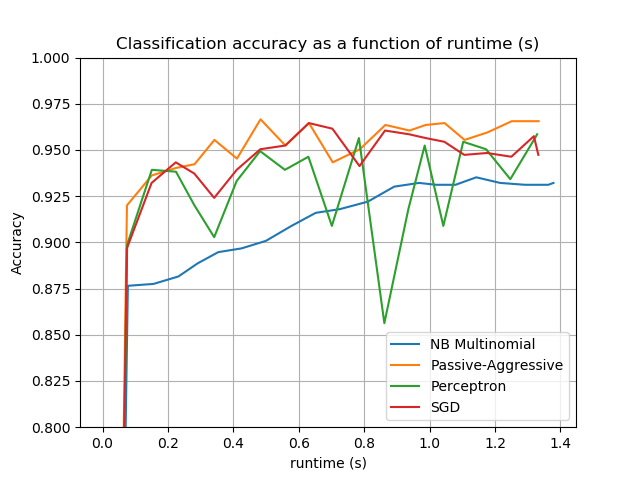 Classification accuracy as a function of runtime (s)
1.000
0.975
0.950
0.925
0.900
0.875
0.850
0.825
0.800
Accuracy
NB Multinomial
Passive-Aggressive
Perceptron
SGD
0.0 0.2 0.4 0.6 0.8 1.0 1.2 1.4
runtime (s)